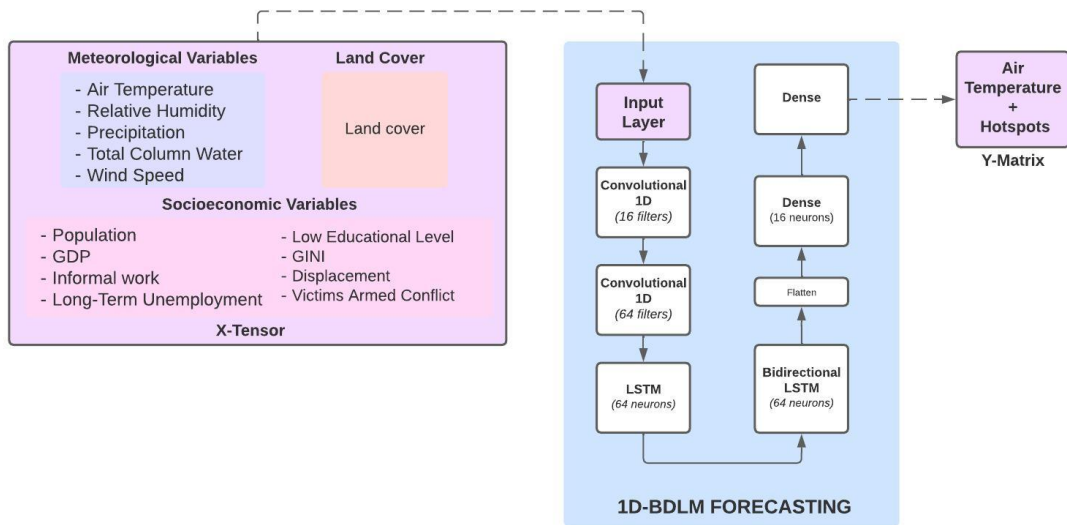 Meteorological Variables
- Air Temperature
- Relative Humidity
- Precipitation
- Total Column Water
- Wind Speed
Land Cover
Land cover
Socioeconomic Variables
- Population
- GDP
- Informal work
- Long-Term Unemployment
- Low Educational Level
- GINI
- Displacement
- Victims Armed Conflict
X-Tensor
Input
Layer
Convolutional
1D
(16 filters)
Convolutional
1D
(64 filters)
LSTM
(64 neurons)
Bidirectional
LSTM
(64 neurons)
Flatten
Dense
(16 neurons)
Dense
1D-BDLM FORECASTING
Air
Temperature
+
Hotspots
Y-Matrix